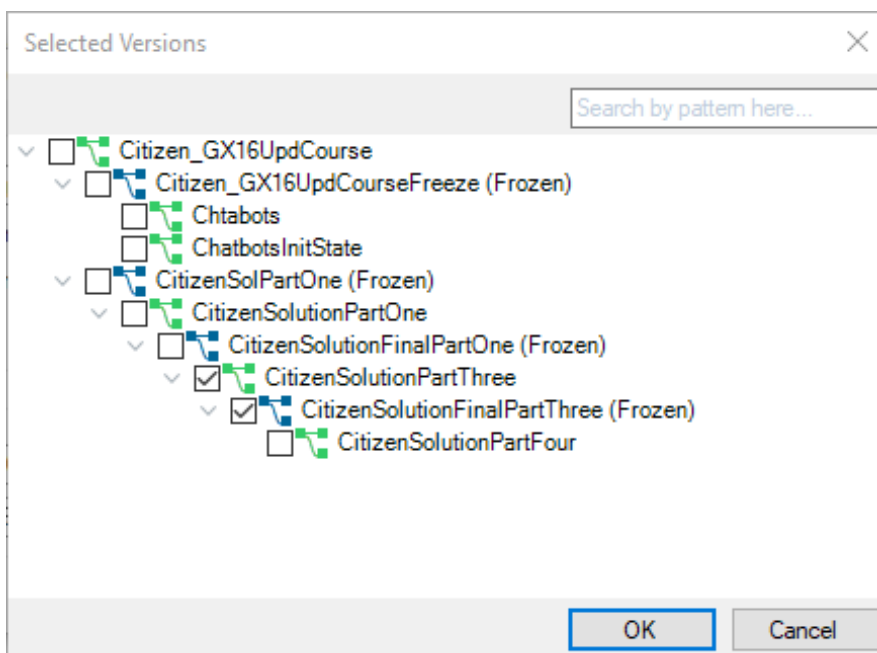 Selected Versions
Search by pattern here...
Citizen_GX16UpdCourse
Citizen_GX16UpdCourseFreeze (Frozen)
Chtabots
ChatbotsInitState
CitizenSolPartOne (Frozen)
CitizenSolutionPartOne
CitizenSolutionFinalPartOne (Frozen)
CitizenSolutionPartThree
CitizenSolutionFinalPartThree (Frozen)
CitizenSolutionPartFour
OK Cancel